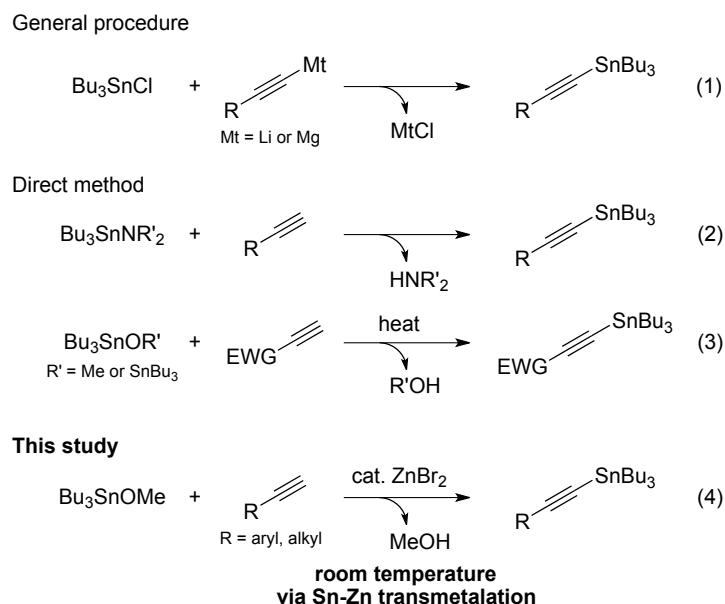 General procedure
Bu3SnCl + R Mt SnBu3 R (1)
Mt = Li or Mg
MtCl
Direct method
Bu3SnNR'2 + R SnBu3 R (2)
HNR'2
Bu3SnOR' + EWG heat SnBu3 EWG (3)
R' = Me or SnBu3
R'OH
This study
Bu3SnOMe + R cat. ZnBr2 SnBu3 R (4)
R = aryl, alkyl
MeOH
room temperature
via Sn-Zn transmetalation